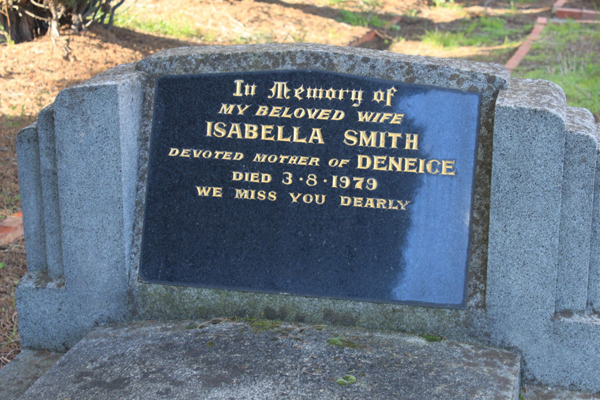 In Memory of
MY BELOVED WIFE
ISABELLA SMITH
DEVOTED MOTHER OF DENEICE
DIED 3·8·1979
WE MISS YOU DEARLY